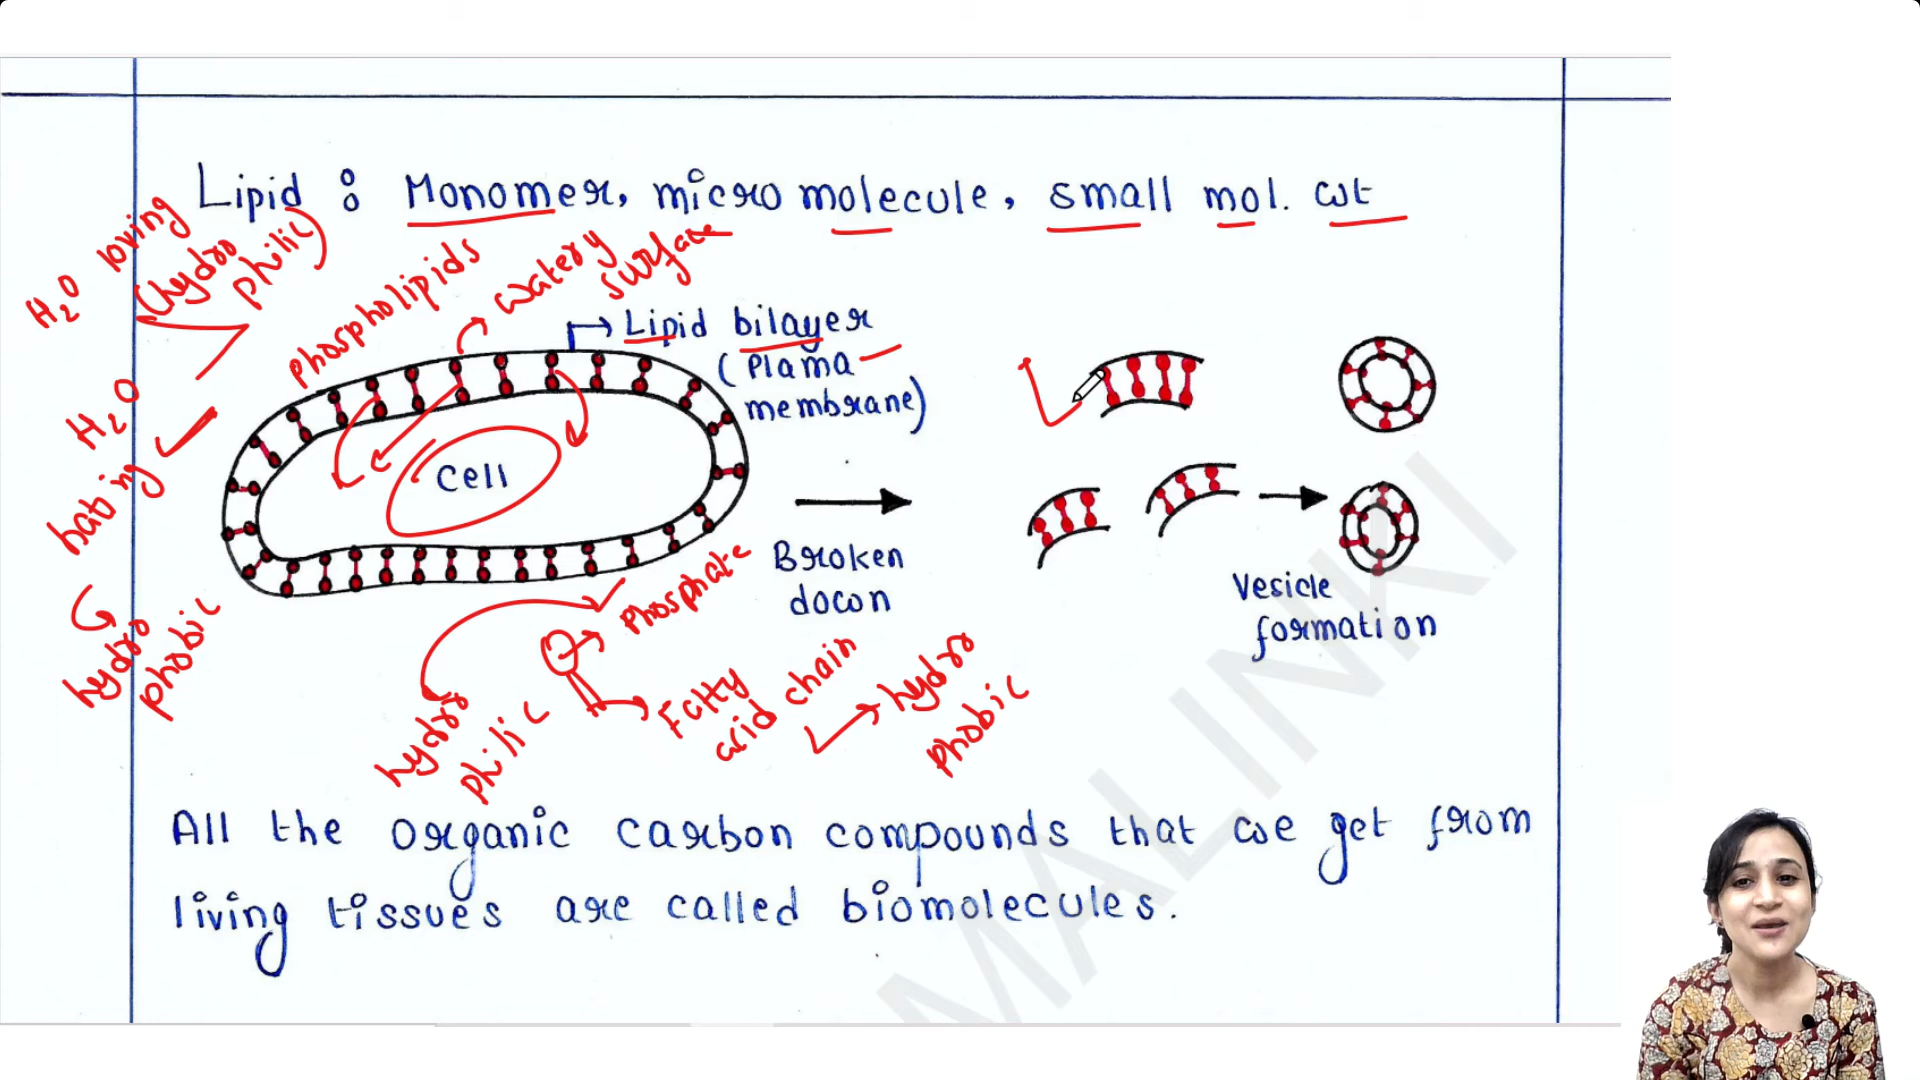 Lipid : Monomer, micro molecule, small mol. wt
H₂O loving
(hydro
philic)
phospholipids
watery
surface
Lipid bilayer
(Plama
membrane)
H₂O
hating
hydro
phobic
Cell
Broken
down
Vesicle
formation
Phosphate
hydro
philic
Fatty
acid chain
hydro
phobic
All the organic carbon compounds that we get from
living tissues are called biomolecules.
MALINKI